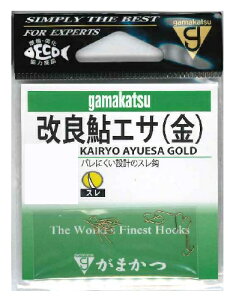 SIMPLY THE BEST
FOR EXPERTS
g
gamakatsu
改良鮎エサ(金)
KAIRYO AYUESA GOLD
バレにくい設計のスレ鈎
スレ
The World's Finest Hooks
がまかつ